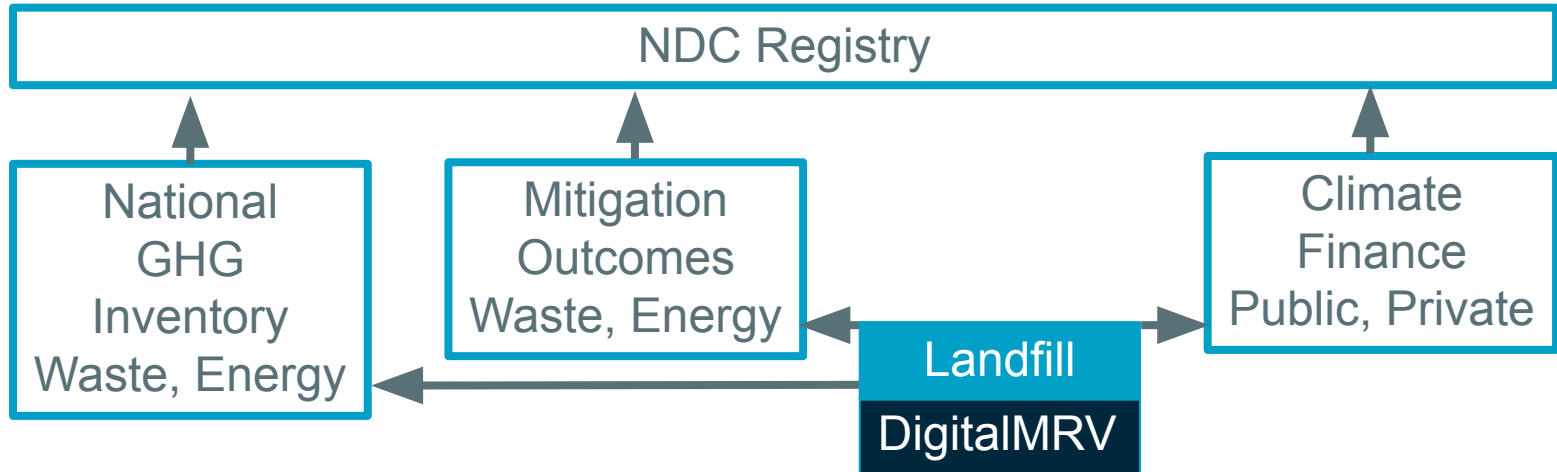 NDC Registry
National
GHG
Inventory
Waste, Energy
Mitigation
Outcomes
Waste, Energy
Climate
Finance
Public, Private
Landfill
DigitalMRV